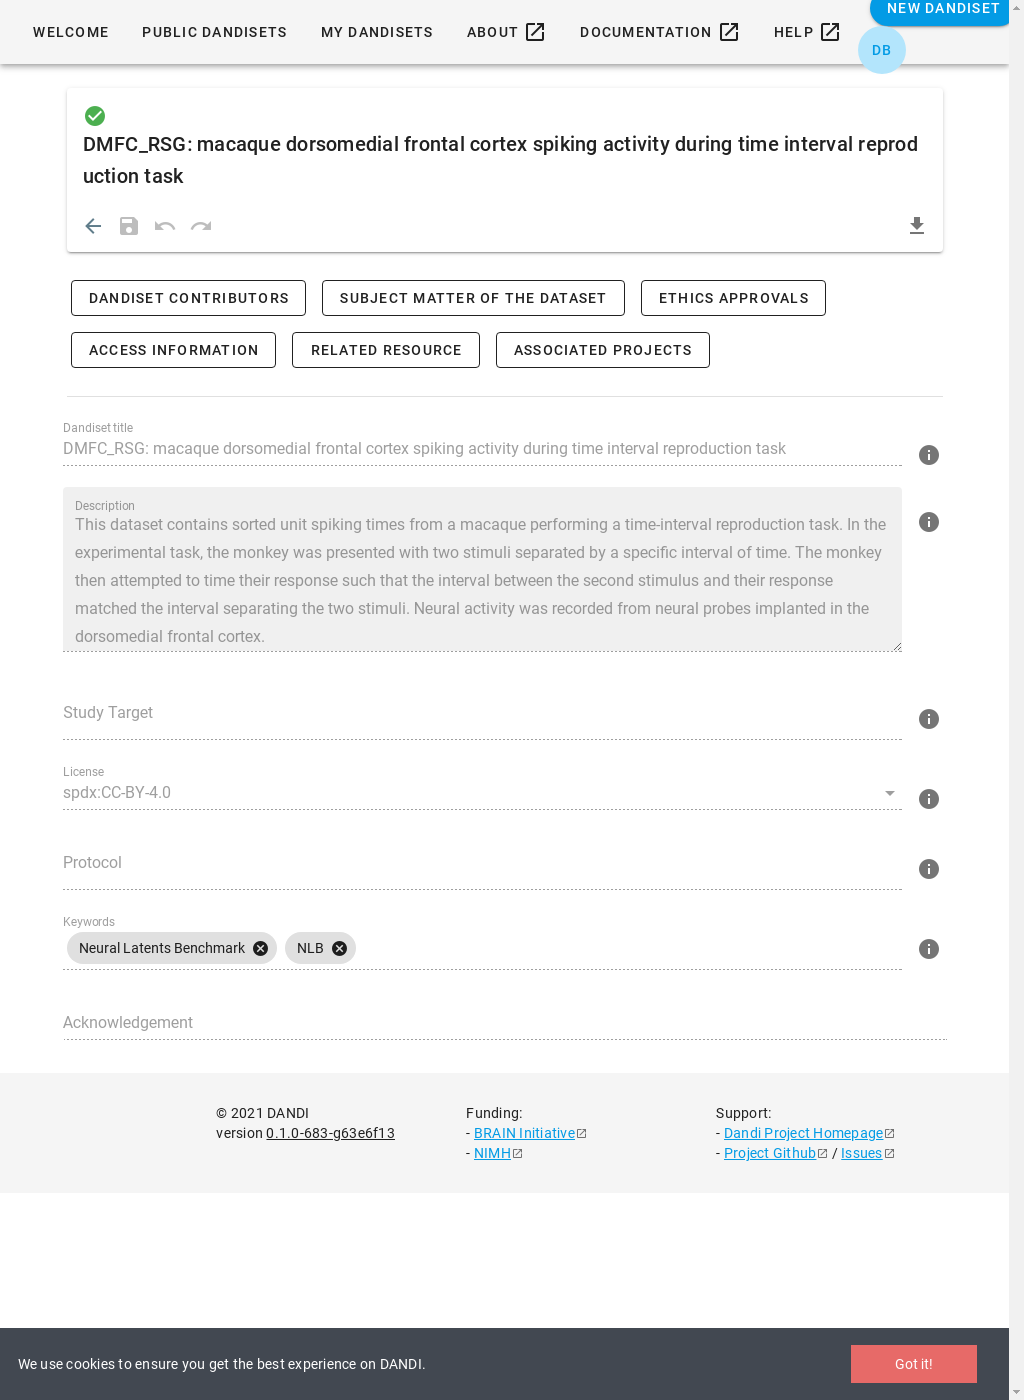 WELCOME
PUBLIC DANDISETS
MY DANDISETS
ABOUT
DOCUMENTATION
HELP
NEW DANDISET
DB
DMFC_RSG: macaque dorsomedial frontal cortex spiking activity during time interval reprod
uction task
DANDISET CONTRIBUTORS
SUBJECT MATTER OF THE DATASET
ETHICS APPROVALS
ACCESS INFORMATION
RELATED RESOURCE
ASSOCIATED PROJECTS
Dandiset title
DMFC_RSG: macaque dorsomedial frontal cortex spiking activity during time interval reproduction task
Description
This dataset contains sorted unit spiking times from a macaque performing a time-interval reproduction task. In the
experimental task, the monkey was presented with two stimuli separated by a specific interval of time. The monkey
then attempted to time their response such that the interval between the second stimulus and their response
matched the interval separating the two stimuli. Neural activity was recorded from neural probes implanted in the
dorsomedial frontal cortex.
Study Target
License
spdx:CC-BY-4.0
Protocol
Keywords
Neural Latents Benchmark
NLB
Acknowledgement
© 2021 DANDI
version 0.1.0-683-g63e6f13
Funding:
- BRAIN Initiative
- NIMH
Support:
- Dandi Project Homepage
- Project Github / Issues
We use cookies to ensure you get the best experience on DANDI.
Got it!